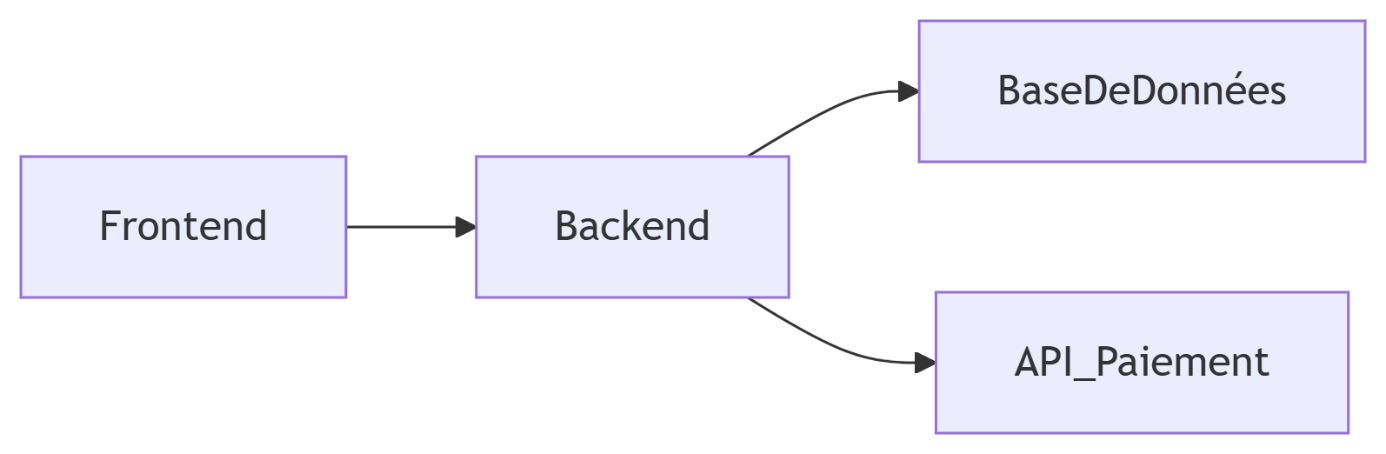 Frontend
Backend
BaseDeDonnées
API_Paiement